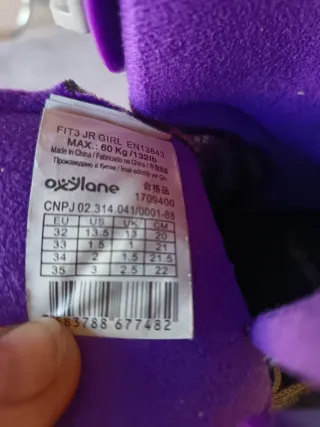 FIT3 JR GIRL EN13843
MAX.: 60 Kg / 132lb
Made in China / Fabricado na China / 中国制造
Произведено в Китае /
oxylane 合格品
1709400
CNPJ 02.314.041/0001-88
EU US UK CM
32 13.5 13 20
33 1.5 1 21
34 2 1.5 21.5
35 3 2.5 22
583788 677482